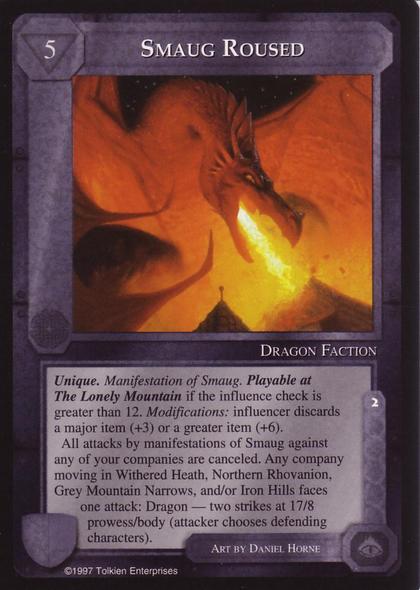 5
SMAUG ROUSED
DRAGON FACTION
Unique. Manifestation of Smaug. Playable at
The Lonely Mountain if the influence check is
greater than 12. Modifications: influencer discards
a major item (+3) or a greater item (+6).
All attacks by manifestations of Smaug against
any of your companies are canceled. Any company
moving in Withered Heath, Northern Rhovanion,
Grey Mountain Narrows, and/or Iron Hills faces
one attack: Dragon — two strikes at 17/8
prowess/body (attacker chooses defending
characters).
2
ART BY DANIEL HORNE
©1997 Tolkien Enterprises